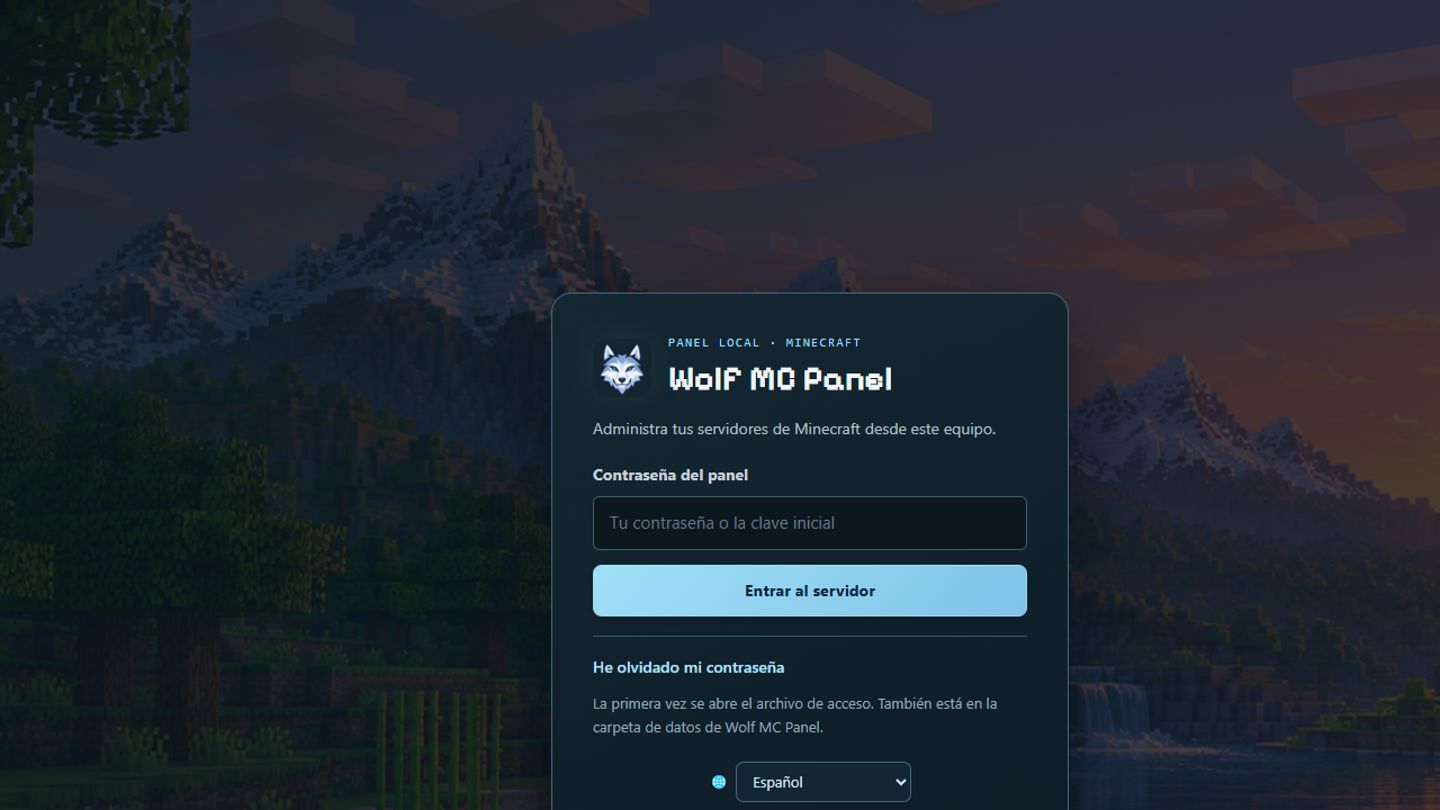 PANEL LOCAL · MINECRAFT
Wolf MC Panel
Administra tus servidores de Minecraft desde este equipo.
Contraseña del panel
Tu contraseña o la clave inicial
Entrar al servidor
He olvidado mi contraseña
La primera vez se abre el archivo de acceso. También está en la
carpeta de datos de Wolf MC Panel.
Español